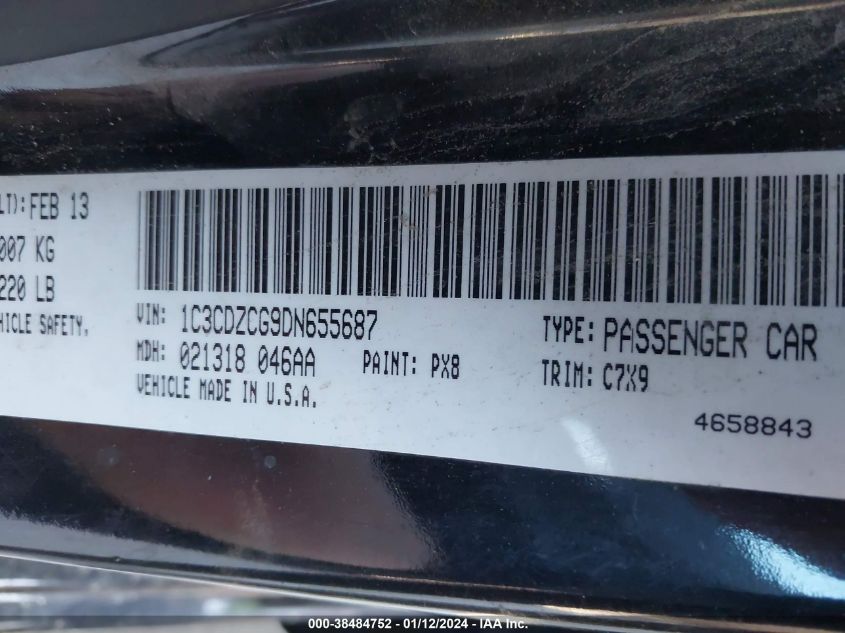 LT): FEB 13
007 KG
220 LB
HICLE SAFETY,
VIN: 1C3CDZCG9DN655687
MDH: 021318 046AA
PAINT: PX8
VEHICLE MADE IN U.S.A.
TYPE: PASSENGER CAR
TRIM: C7X9
4658843
000-38484752 - 01/12/2024 - IAA Inc.